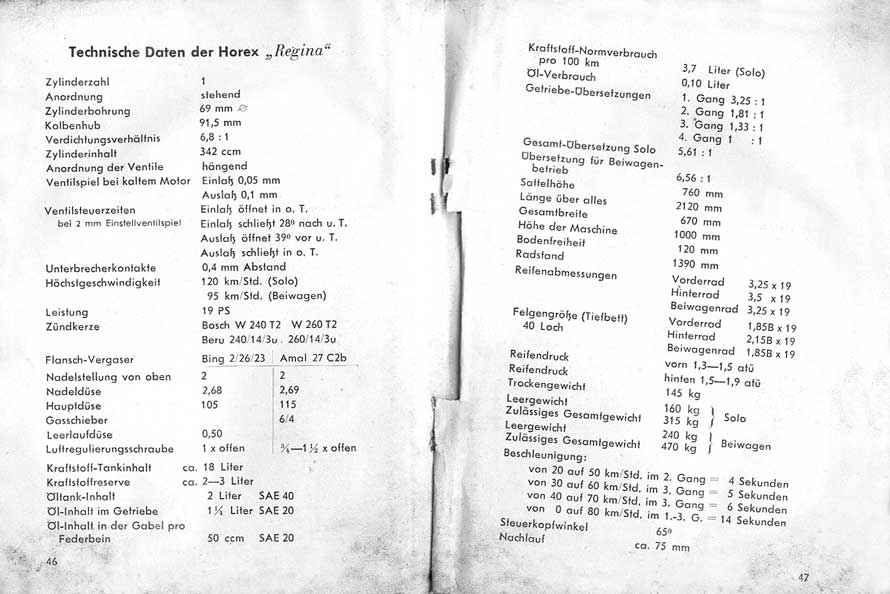 Technische Daten der Horex „Regina“
Zylinderzahl 1
Anordnung stehend
Zylinderbohrung 69 mm ⌀
Kolbenhub 91,5 mm
Verdichtungsverhältnis 6,8 : 1
Zylinderinhalt 342 ccm
Anordnung der Ventile hängend
Ventilspiel bei kaltem Motor Einlaß 0,05 mm
Auslaß 0,1 mm
Ventilsteuerzeiten Einlaß öffnet in o. T.
bei 2 mm Einstellventilspiel Einlaß schließt 28⁰ nach u. T.
Auslaß öffnet 39⁰ vor u. T.
Auslaß schließt in o. T.
Unterbrecherkontakte 0,4 mm Abstand
Höchstgeschwindigkeit 120 km/Std. (Solo)
95 km/Std. (Beiwagen)
Leistung 19 PS
Zündkerze Bosch W 240 T2 W 260 T2
Beru 240/14/3u . 260/14/3u
Flansch-Vergaser Bing 2/26/23 Amal 27 C2b
Nadelstellung von oben 2 2
Nadeldüse 2,68 2,69
Hauptdüse 105 115
Gasschieber 6/4
Leerlaufdüse 0,50
Luftregulierungsschraube 1 x offen ¾—1½ x offen
Kraftstoff-Tankinhalt ca. 18 Liter
Kraftstoffreserve ca. 2—3 Liter
Öltank-Inhalt 2 Liter SAE 40
Öl-Inhalt im Getriebe 1¼ Liter SAE 20
Öl-Inhalt in der Gabel pro
Federbein 50 ccm SAE 20
46
Kraftstoff-Normverbrauch
pro 100 km 3,7 Liter (Solo)
Öl-Verbrauch 0,10 Liter
Getriebe-Übersetzungen 1. Gang 3,25 : 1
2. Gang 1,81 : 1
3. Gang 1,33 : 1
4. Gang 1 : 1
Gesamt-Übersetzung Solo 5,61 : 1
Übersetzung für Beiwagen-
betrieb 6,56 : 1
Sattelhöhe 760 mm
Länge über alles 2120 mm
Gesamtbreite 670 mm
Höhe der Maschine 1000 mm
Bodenfreiheit 120 mm
Radstand 1390 mm
Reifenabmessungen Vorderrad 3,25 x 19
Hinterrad 3,5 x 19
Beiwagenrad 3,25 x 19
Felgengröße (Tiefbett) Vorderrad 1,85B x 19
40 Loch Hinterrad 2,15B x 19
Beiwagenrad 1,85B x 19
Reifendruck vorn 1,3—1,5 atü
Reifendruck hinten 1,5—1,9 atü
Trockengewicht 145 kg
Leergewicht 160 kg } Solo
Zulässiges Gesamtgewicht 315 kg
Leergewicht 240 kg } Beiwagen
Zulässiges Gesamtgewicht 470 kg
Beschleunigung:
von 20 auf 50 km/Std. im 2. Gang = 4 Sekunden
von 30 auf 60 km/Std. im 3. Gang = 5 Sekunden
von 40 auf 70 km/Std. im 3. Gang = 6 Sekunden
von 0 auf 80 km/Std. im 1.-3. G. = 14 Sekunden
Steuerkopfwinkel 65⁰
Nachlauf ca. 75 mm
47